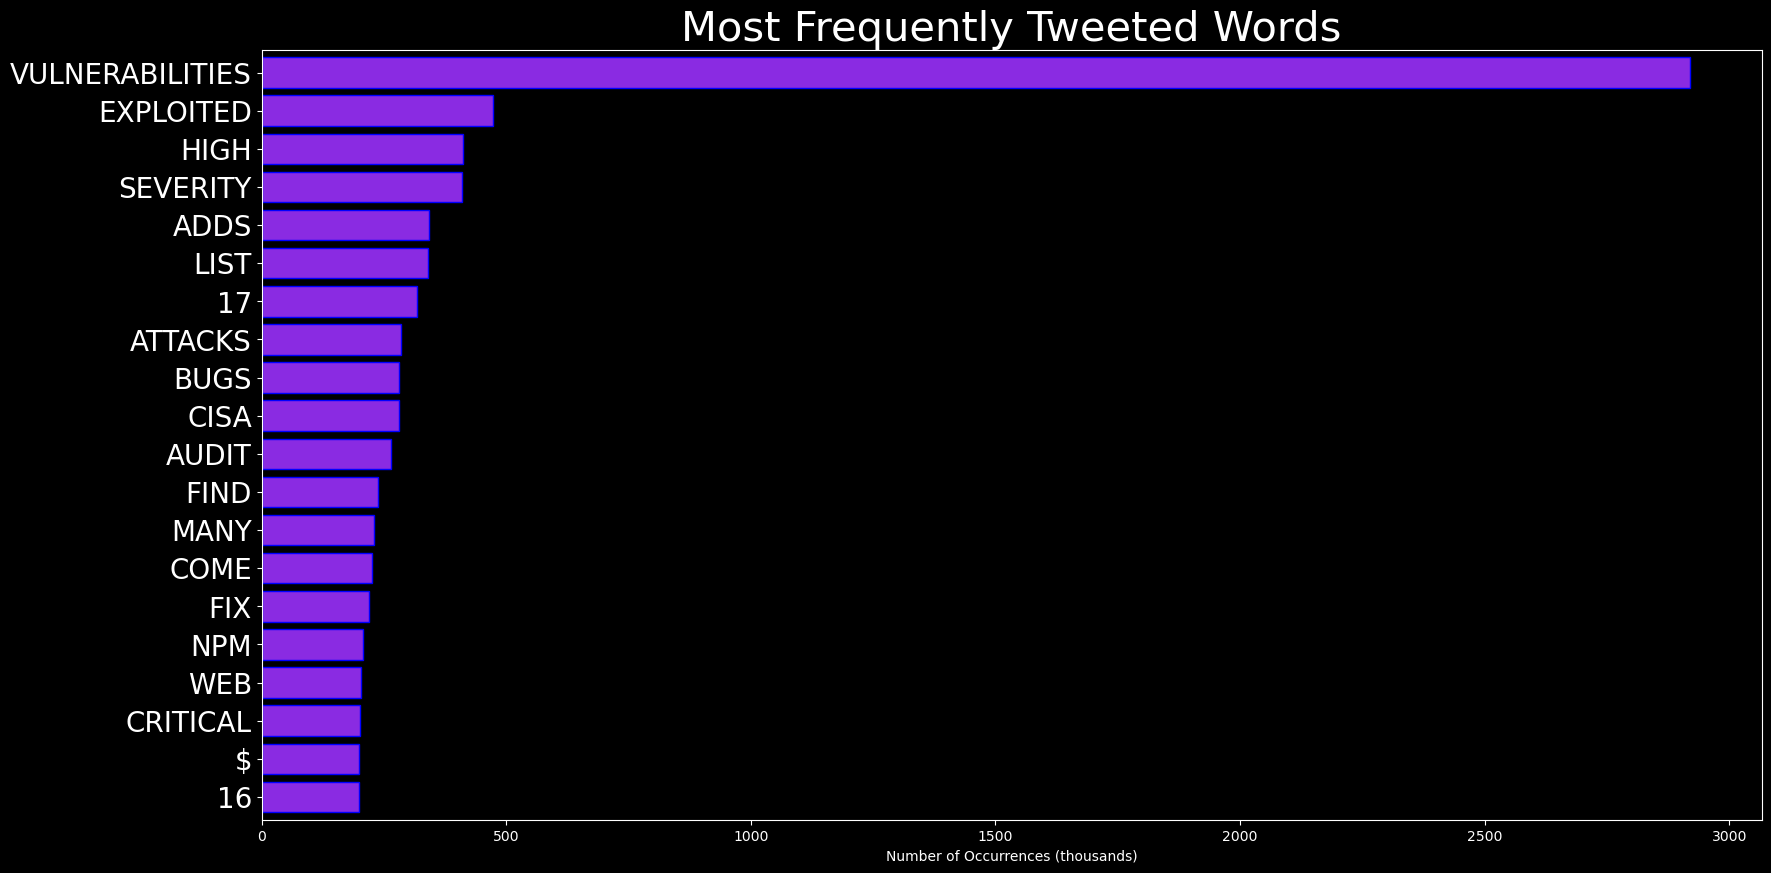 Most Frequently Tweeted Words
VULNERABILITIES
EXPLOITED
HIGH
SEVERITY
ADDS
LIST
17
ATTACKS
BUGS
CISA
AUDIT
FIND
MANY
COME
FIX
NPM
WEB
CRITICAL
$
16
0 500 1000 1500 2000 2500 3000
Number of Occurrences (thousands)